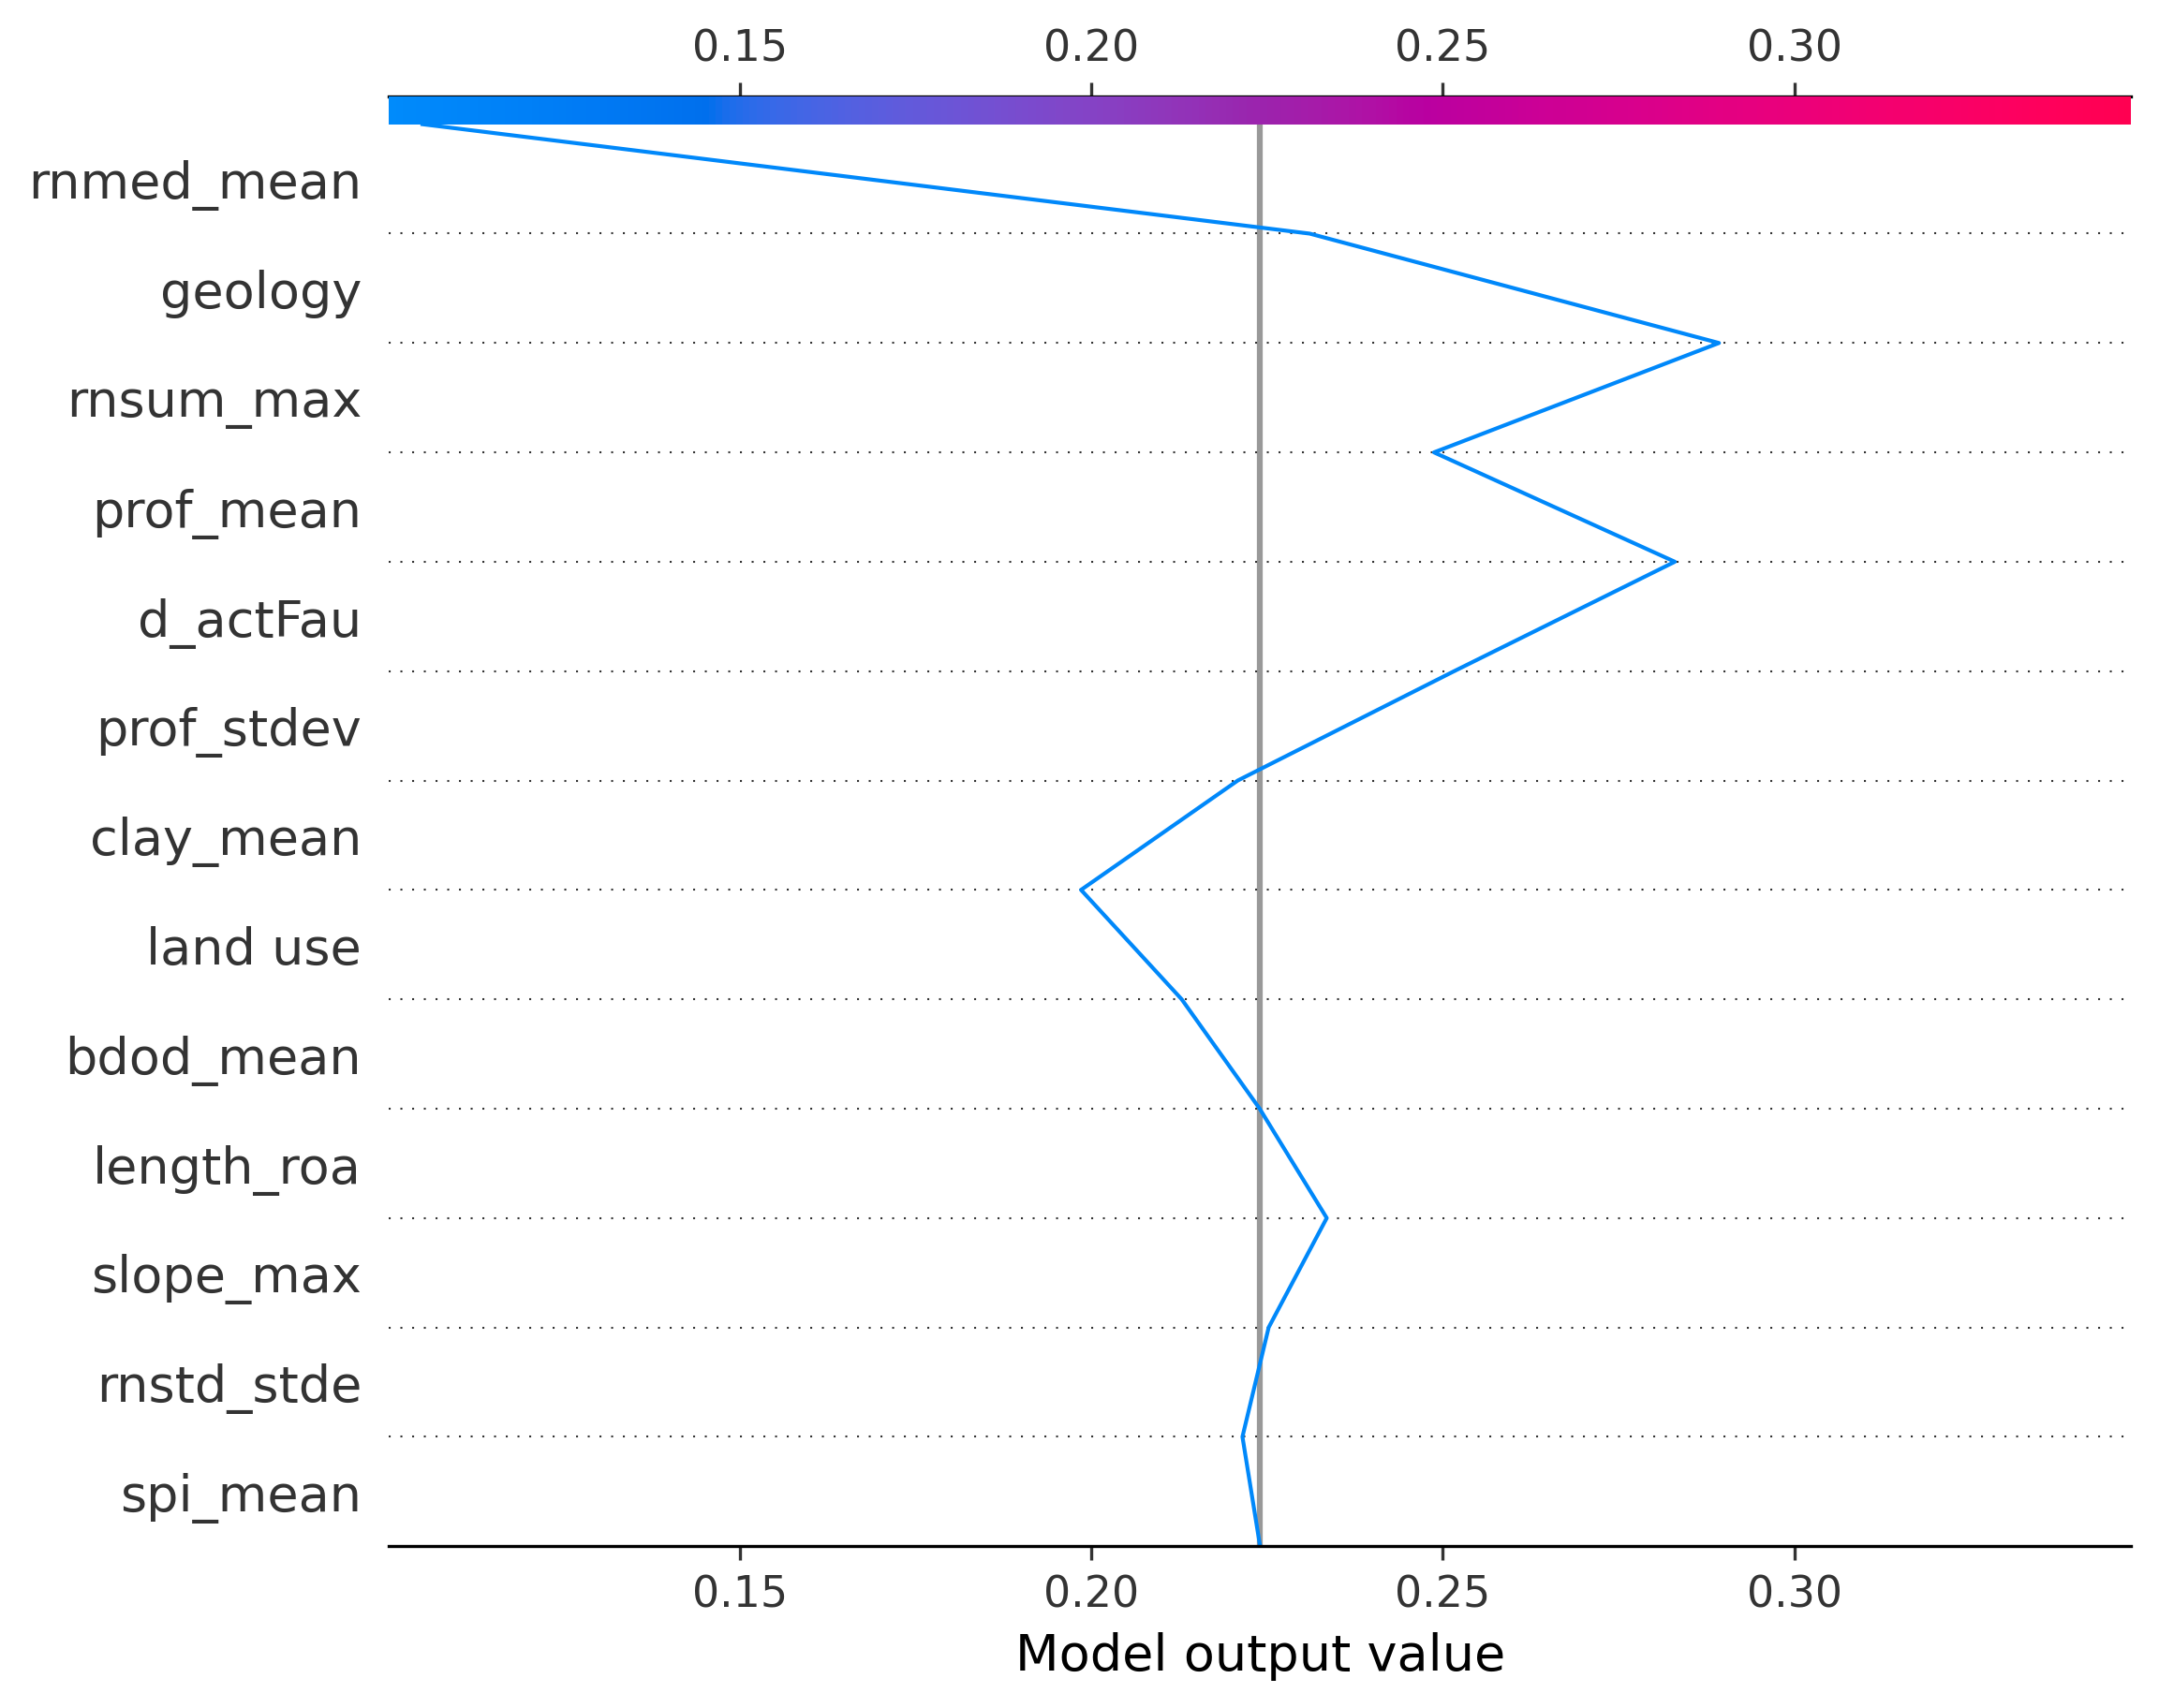 0.15 0.20 0.25 0.30
rnmed_mean
geology
rnsum_max
prof_mean
d_actFau
prof_stdev
clay_mean
land use
bdod_mean
length_roa
slope_max
rnstd_stde
spi_mean
0.15 0.20 0.25 0.30
Model output value